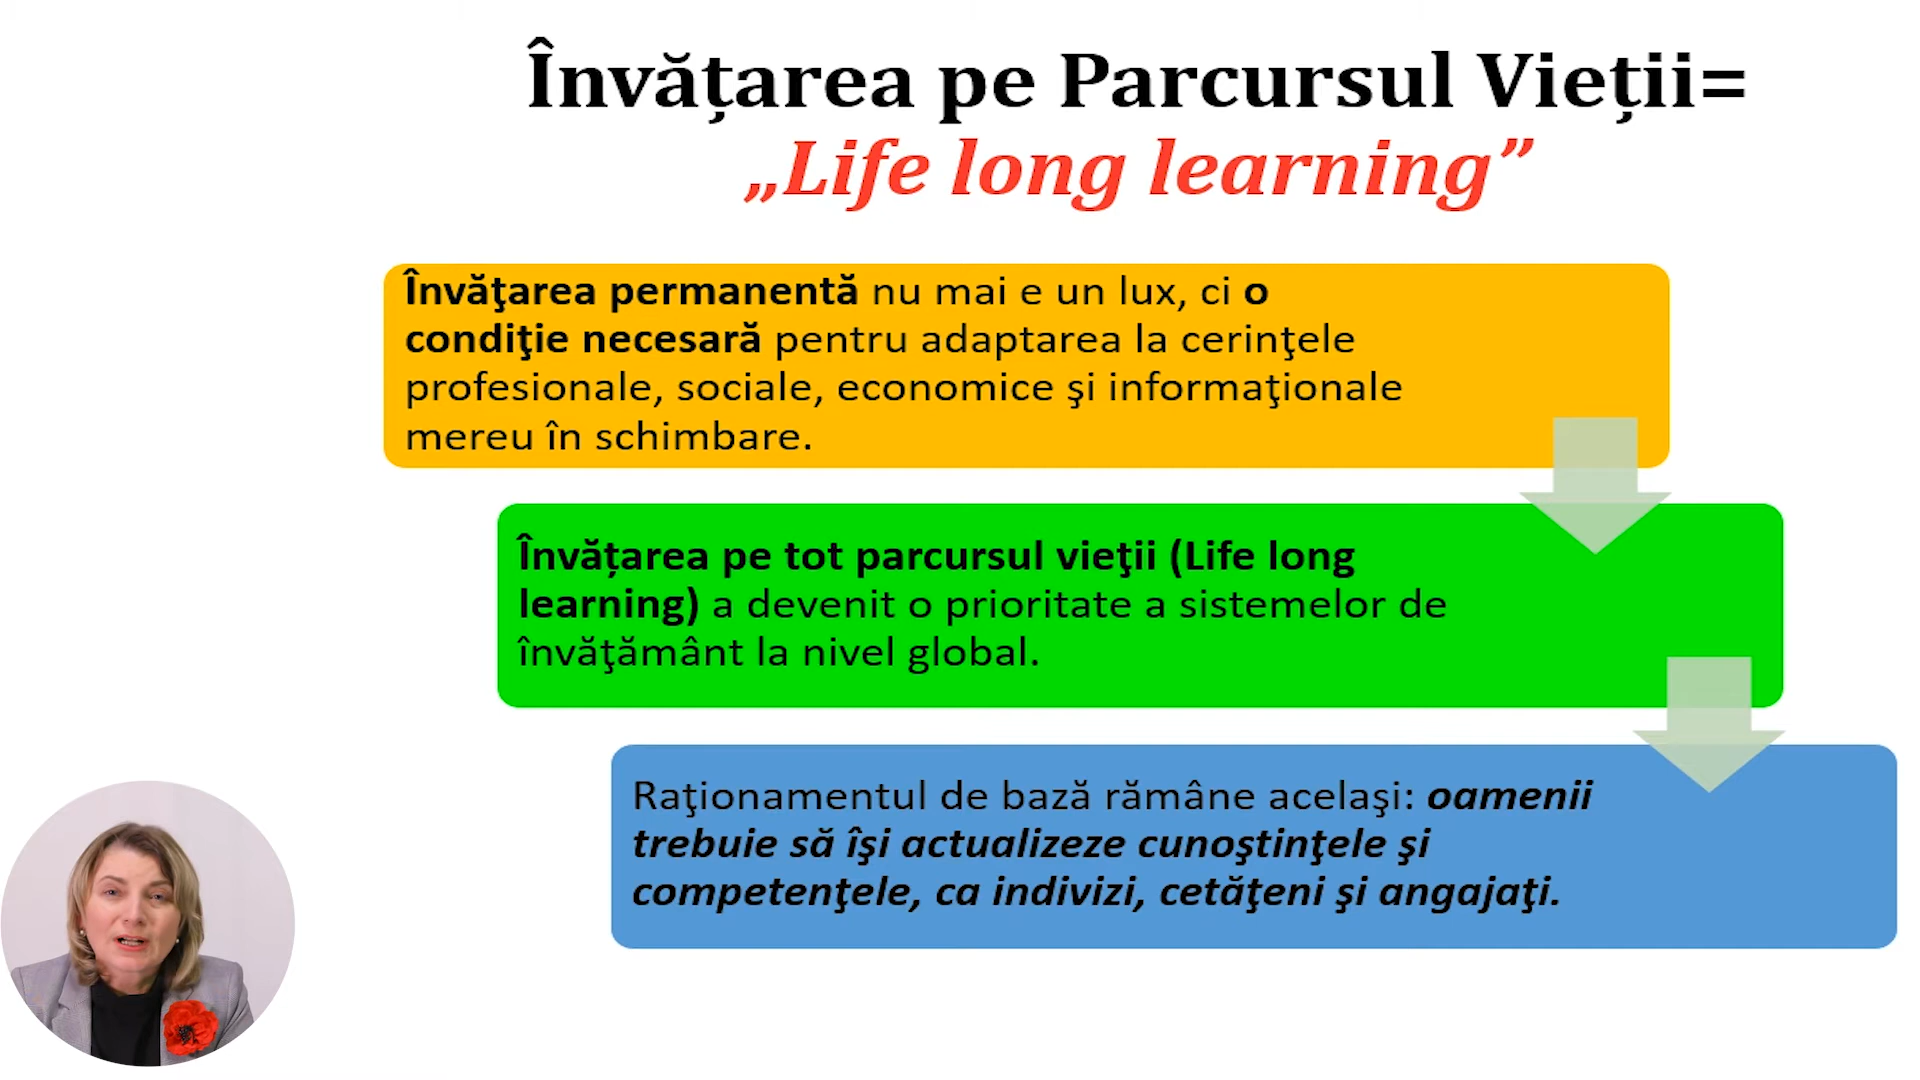 Învățarea pe Parcursul Vieții=
„Life long learning”
Învăţarea permanentă nu mai e un lux, ci o
condiţie necesară pentru adaptarea la cerinţele
profesionale, sociale, economice şi informaţionale
mereu în schimbare.
Învățarea pe tot parcursul vieţii (Life long
learning) a devenit o prioritate a sistemelor de
învăţământ la nivel global.
Raţionamentul de bază rămâne acelaşi: oamenii
trebuie să îşi actualizeze cunoştinţele şi
competenţele, ca indivizi, cetăţeni şi angajaţi.